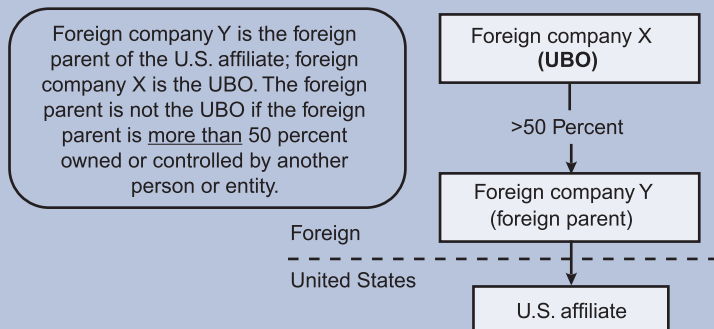 Foreign company Y is the foreign
parent of the U.S. affiliate; foreign
company X is the UBO. The foreign
parent is not the UBO if the foreign
parent is more than 50 percent
owned or controlled by another
person or entity.
Foreign company X
(UBO)
>50 Percent
Foreign company Y
(foreign parent)
Foreign
United States
U.S. affiliate